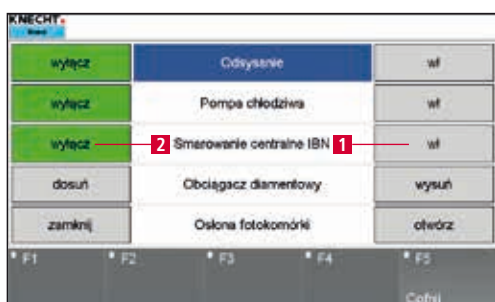 KNECHT.
wyłącz Odsysanie wł
wyłącz Pompa chłodziwa wł
wyłącz 2 Smarowanie centralne IBN 1 wł
dosuń Obciągacz diamentowy wysuń
zamknij Osłona fotokomórki otwórz
F1 F2 F3 F4 F5
Cofnij